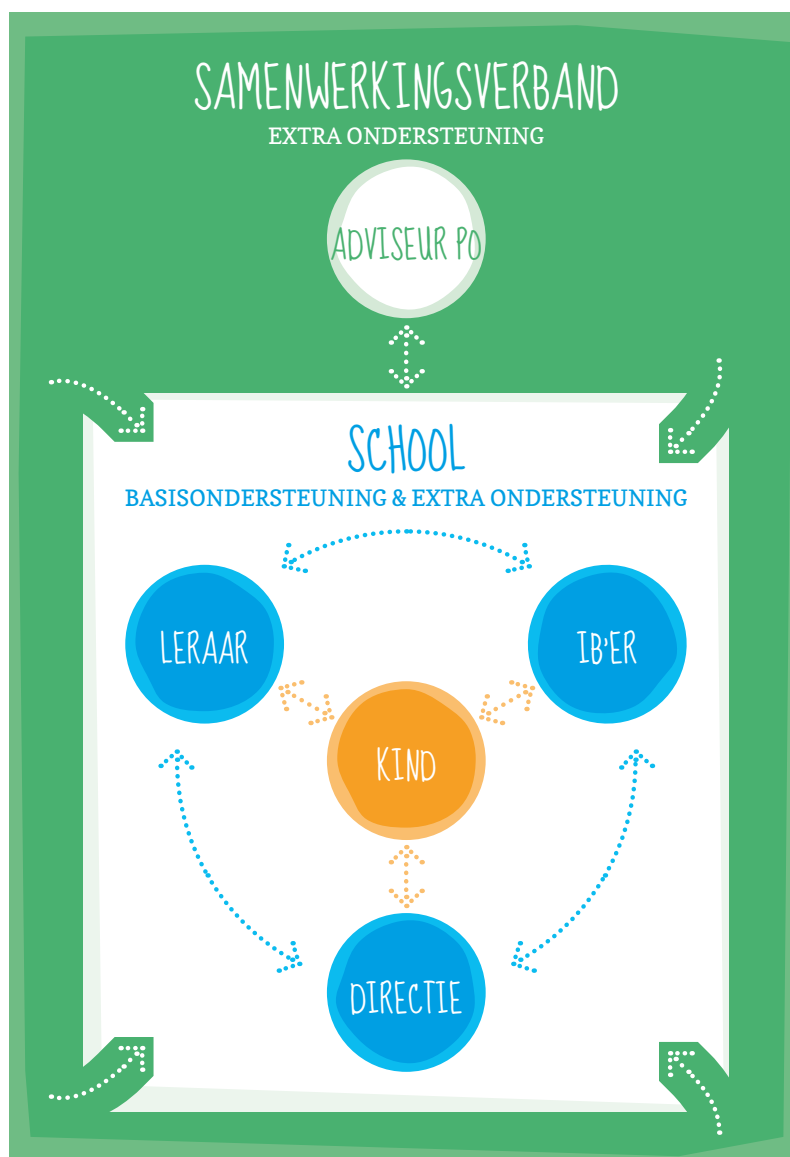 SAMENWERKINGSVERBAND
EXTRA ONDERSTEUNING
ADVISEUR PO
SCHOOL
BASISONDERSTEUNING & EXTRA ONDERSTEUNING
LERAAR
IB'ER
KIND
DIRECTIE